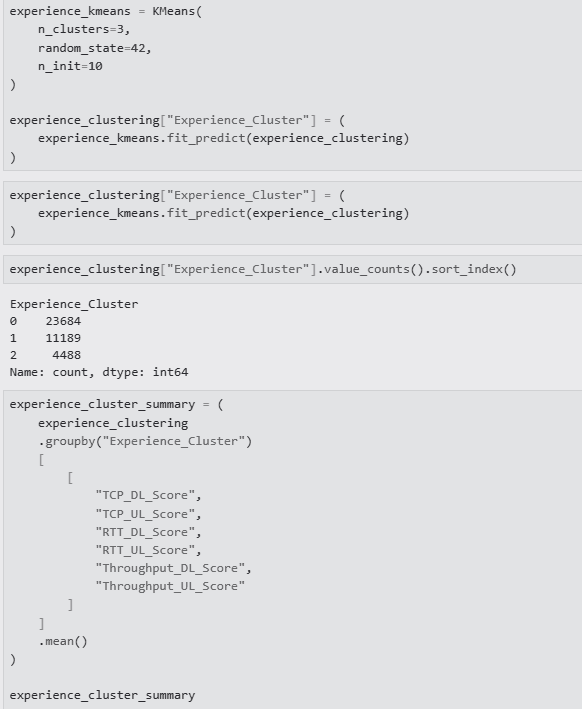 experience_kmeans = KMeans(
    n_clusters=3,
    random_state=42,
    n_init=10
)
experience_clustering["Experience_Cluster"] = (
    experience_kmeans.fit_predict(experience_clustering)
)
experience_clustering["Experience_Cluster"] = (
    experience_kmeans.fit_predict(experience_clustering)
)
experience_clustering["Experience_Cluster"].value_counts().sort_index()
Experience_Cluster
0    23684
1    11189
2     4488
Name: count, dtype: int64
experience_cluster_summary = (
    experience_clustering
    .groupby("Experience_Cluster")
    [
        [
            "TCP_DL_Score",
            "TCP_UL_Score",
            "RTT_DL_Score",
            "RTT_UL_Score",
            "Throughput_DL_Score",
            "Throughput_UL_Score"
        ]
    ]
    .mean()
)
experience_cluster_summary